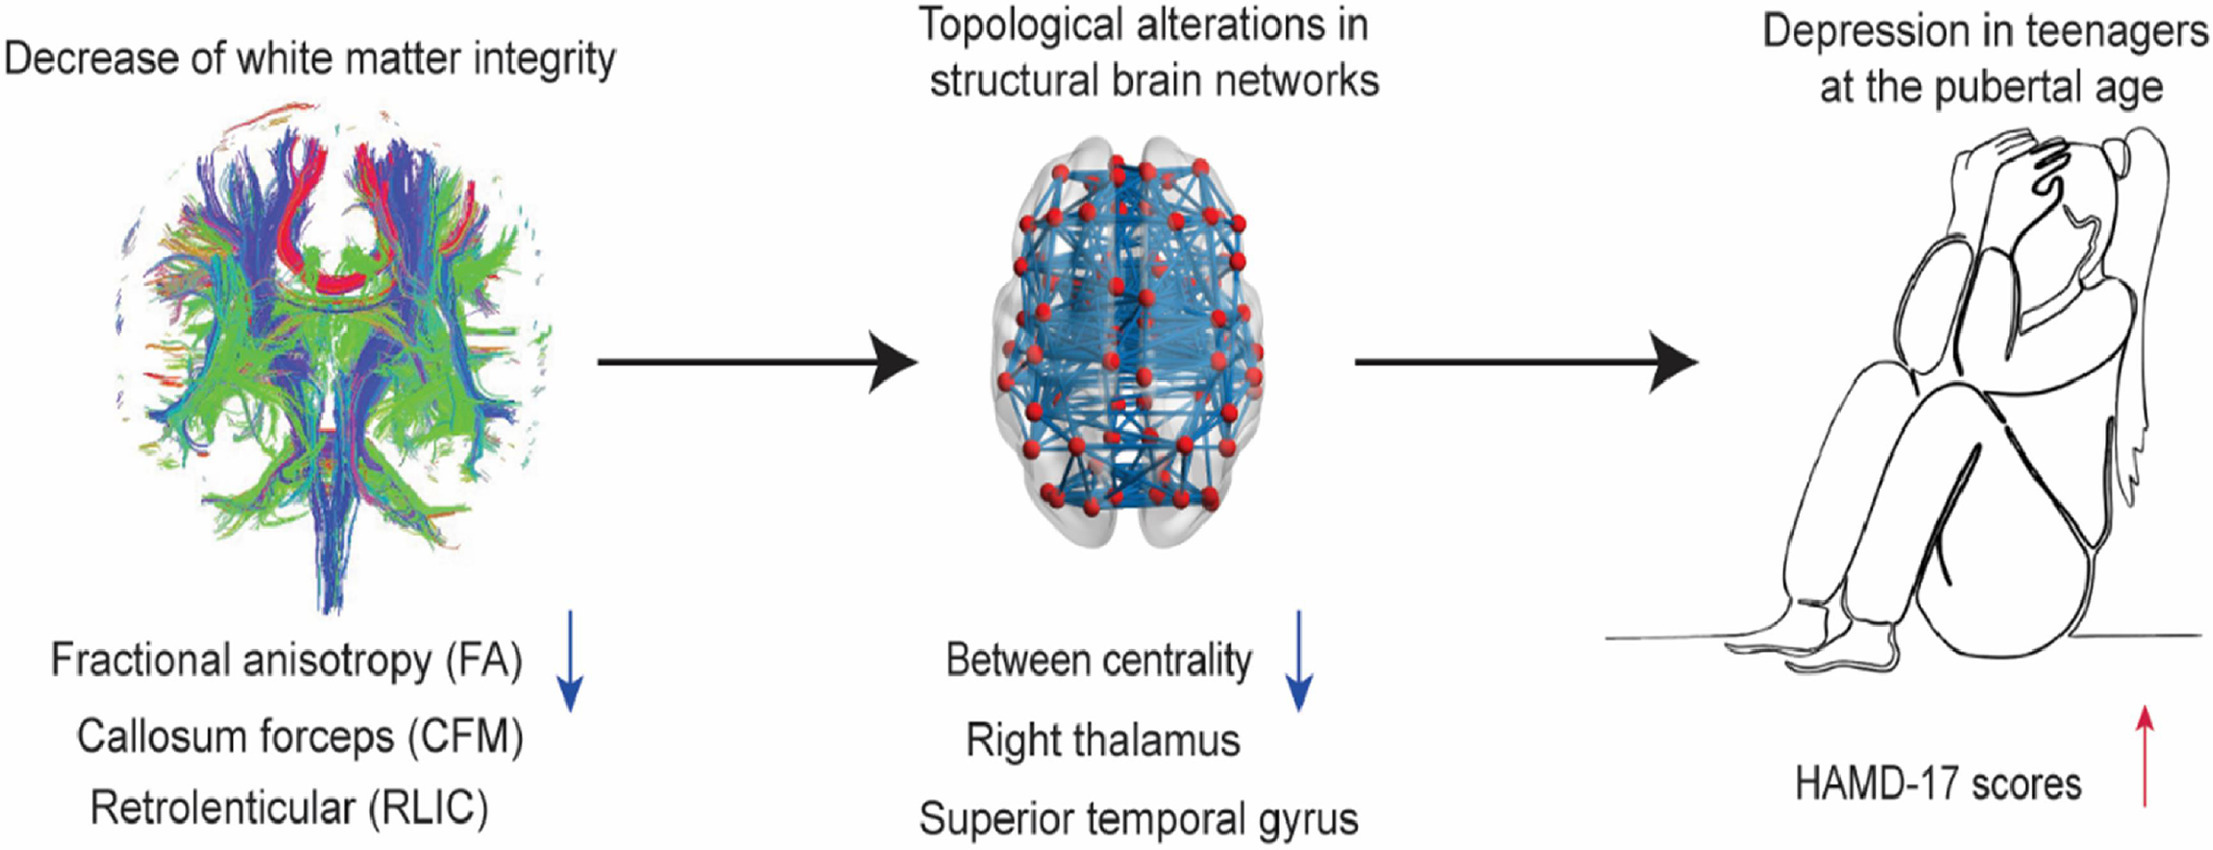 Decrease of white matter integrity
Topological alterations in
structural brain networks
Depression in teenagers
at the pubertal age
Fractional anisotropy (FA)
Callosum forceps (CFM)
Retrolenticular (RLIC)
Between centrality
Right thalamus
Superior temporal gyrus
HAMD-17 scores